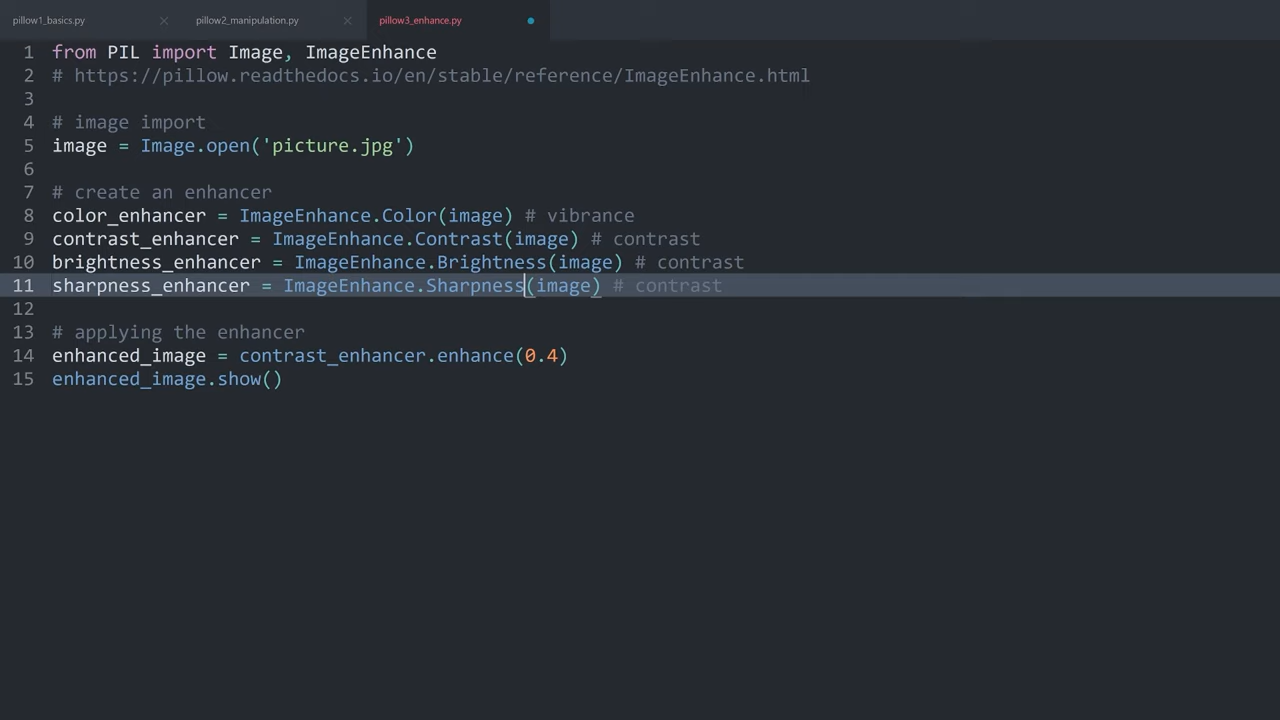 pillow1_basics.py pillow2_manipulation.py pillow3_enhance.py
1 from PIL import Image, ImageEnhance
2 # https://pillow.readthedocs.io/en/stable/reference/ImageEnhance.html
3
4 # image import
5 image = Image.open('picture.jpg')
6
7 # create an enhancer
8 color_enhancer = ImageEnhance.Color(image) # vibrance
9 contrast_enhancer = ImageEnhance.Contrast(image) # contrast
10 brightness_enhancer = ImageEnhance.Brightness(image) # contrast
11 sharpness_enhancer = ImageEnhance.Sharpness(image) # contrast
12
13 # applying the enhancer
14 enhanced_image = contrast_enhancer.enhance(0.4)
15 enhanced_image.show()